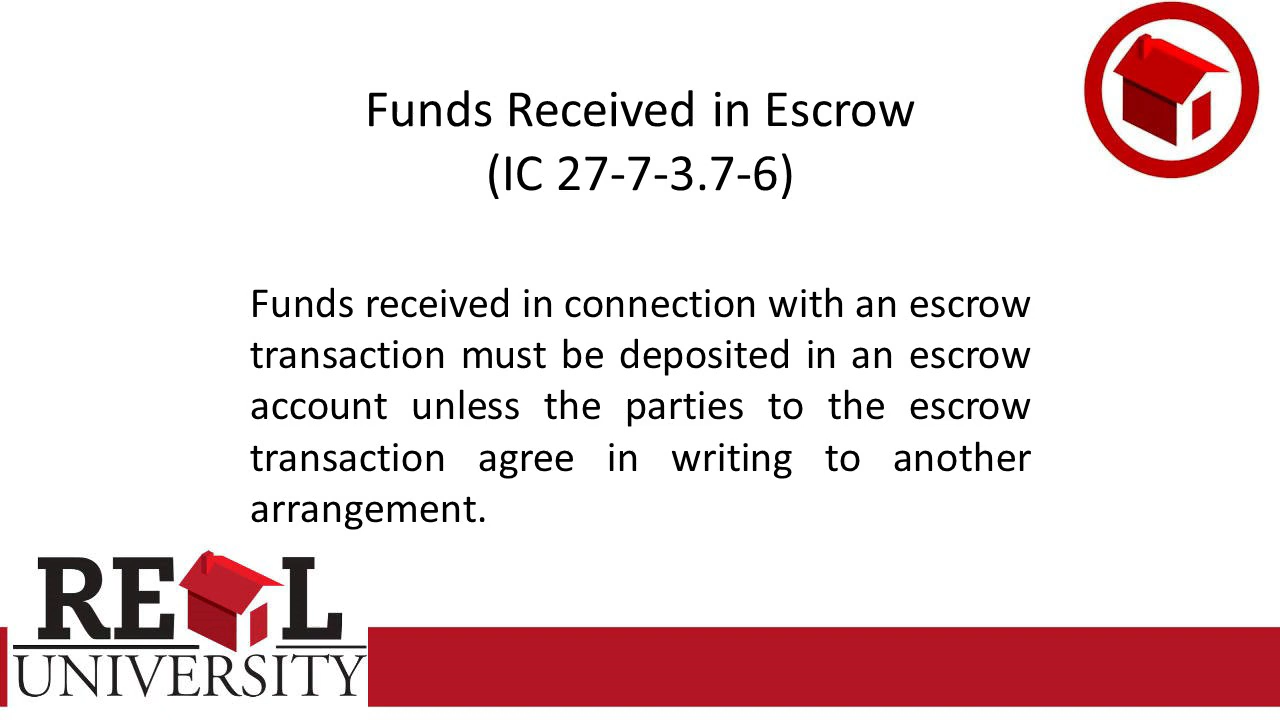 Funds Received in Escrow
(IC 27-7-3.7-6)
Funds received in connection with an escrow
transaction must be deposited in an escrow
account unless the parties to the escrow
transaction agree in writing to another
arrangement.
REAL
UNIVERSITY